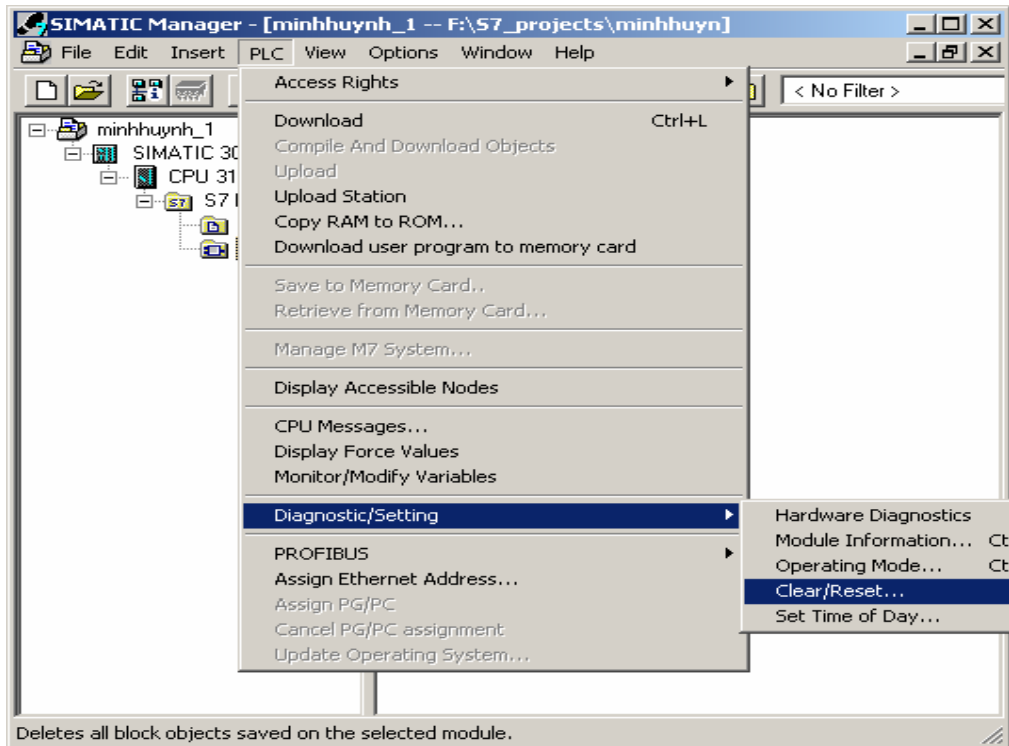 SIMATIC Manager - [minhhuynh_1 -- F:\S7_projects\minhhuyn]
File Edit Insert PLC View Options Window Help
< No Filter >
minhhuynh_1
SIMATIC 30
CPU 31
S7
Access Rights
Download Ctrl+L
Compile And Download Objects
Upload
Upload Station
Copy RAM to ROM...
Download user program to memory card
Save to Memory Card..
Retrieve from Memory Card...
Manage M7 System...
Display Accessible Nodes
CPU Messages...
Display Force Values
Monitor/Modify Variables
Diagnostic/Setting
PROFIBUS
Assign Ethernet Address...
Assign PG/PC
Cancel PG/PC assignment
Update Operating System...
Hardware Diagnostics
Module Information... Ct
Operating Mode... Ct
Clear/Reset...
Set Time of Day...
Deletes all block objects saved on the selected module.